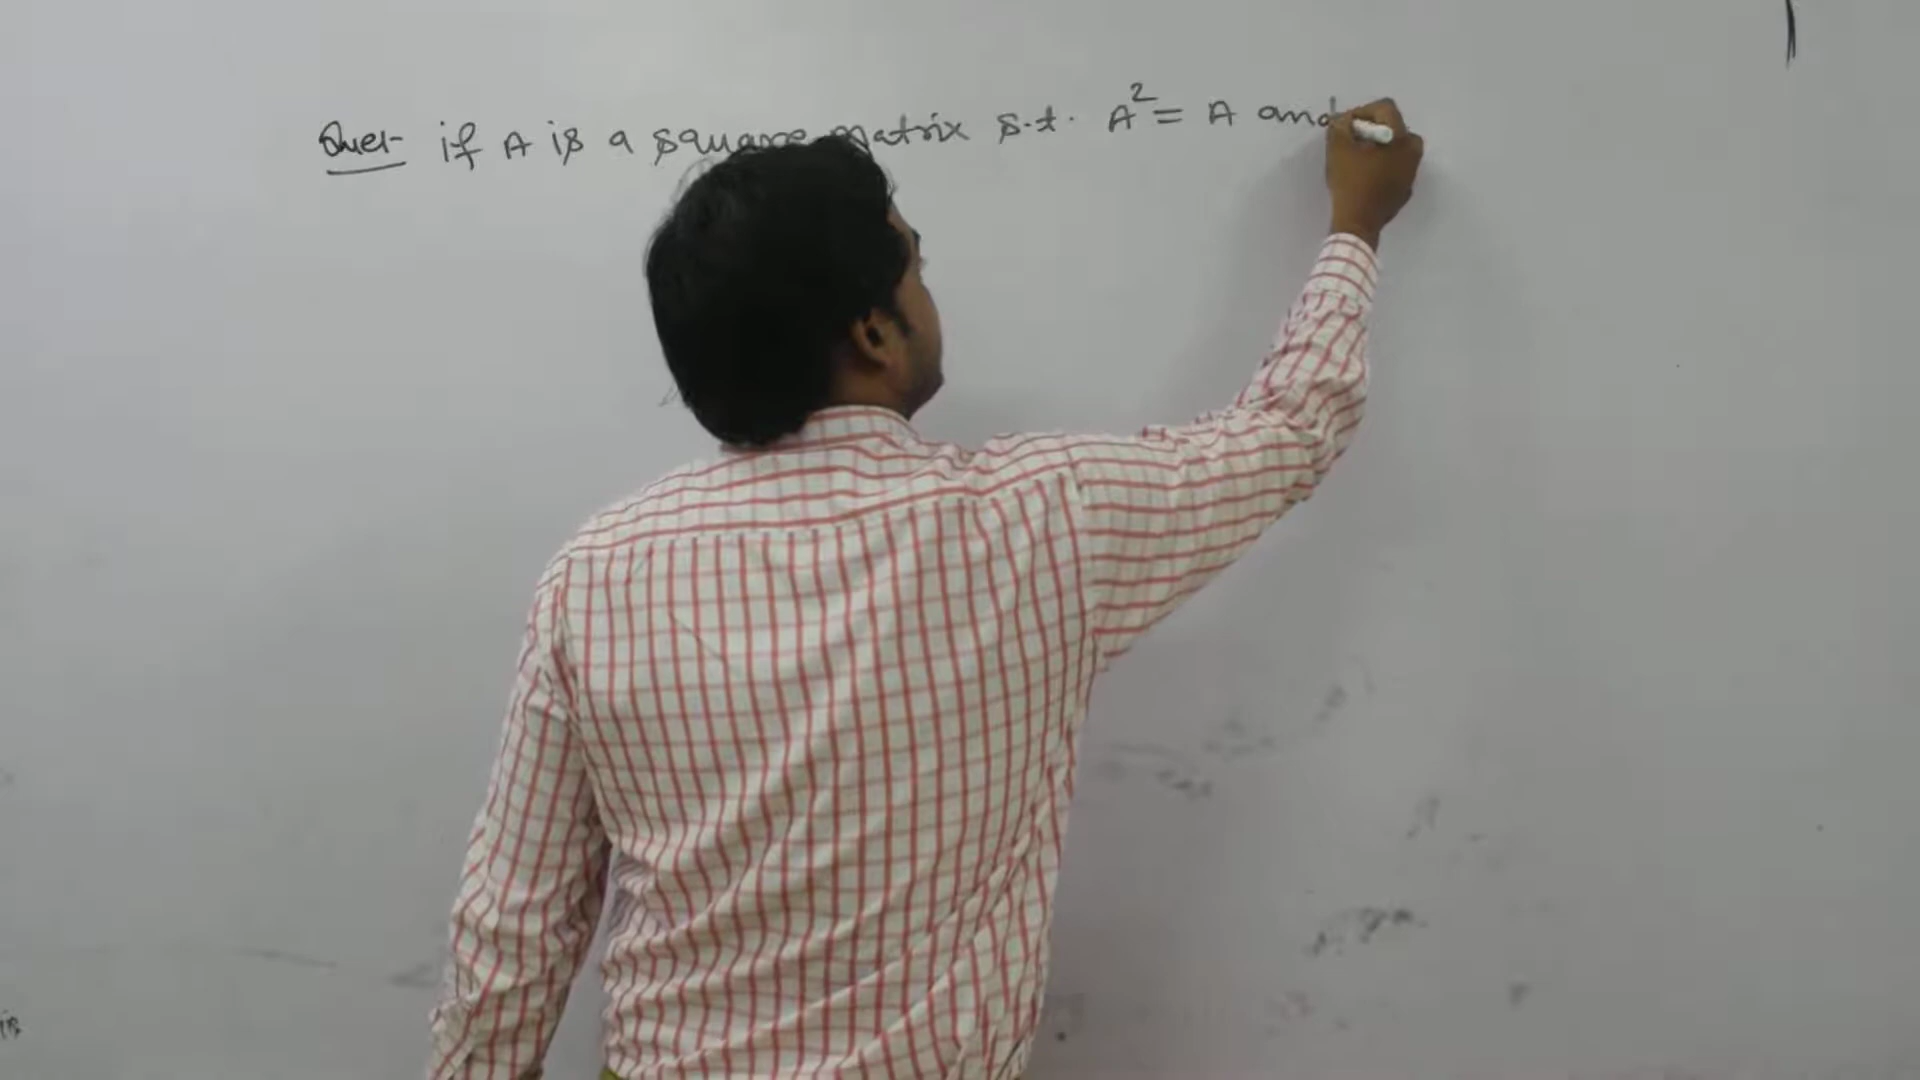 Ques- if A is a square matrix s.t. A² = A and